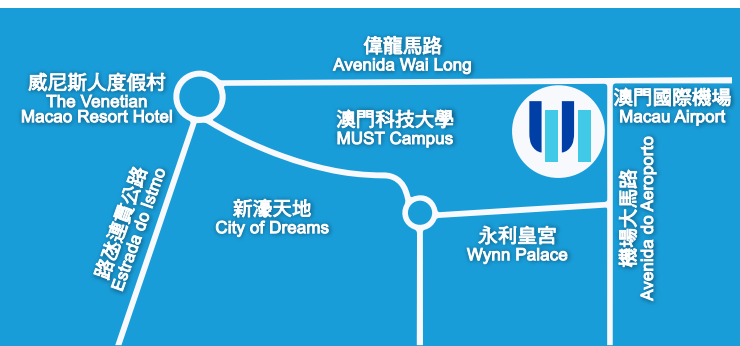 偉龍馬路
Avenida Wai Long
威尼斯人度假村
The Venetian
Macao Resort Hotel
澳門國際機場
Macau Airport
澳門科技大學
MUST Campus
路氹連貫公路
Estrada do Istmo
新濠天地
City of Dreams
永利皇宮
Wynn Palace
機場大馬路
Avenida do Aeroporto